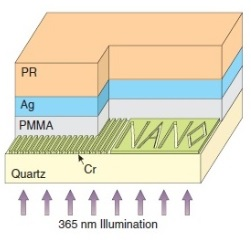 PR
Ag
PMMA
NANO
Cr
Quartz
365 nm Illumination